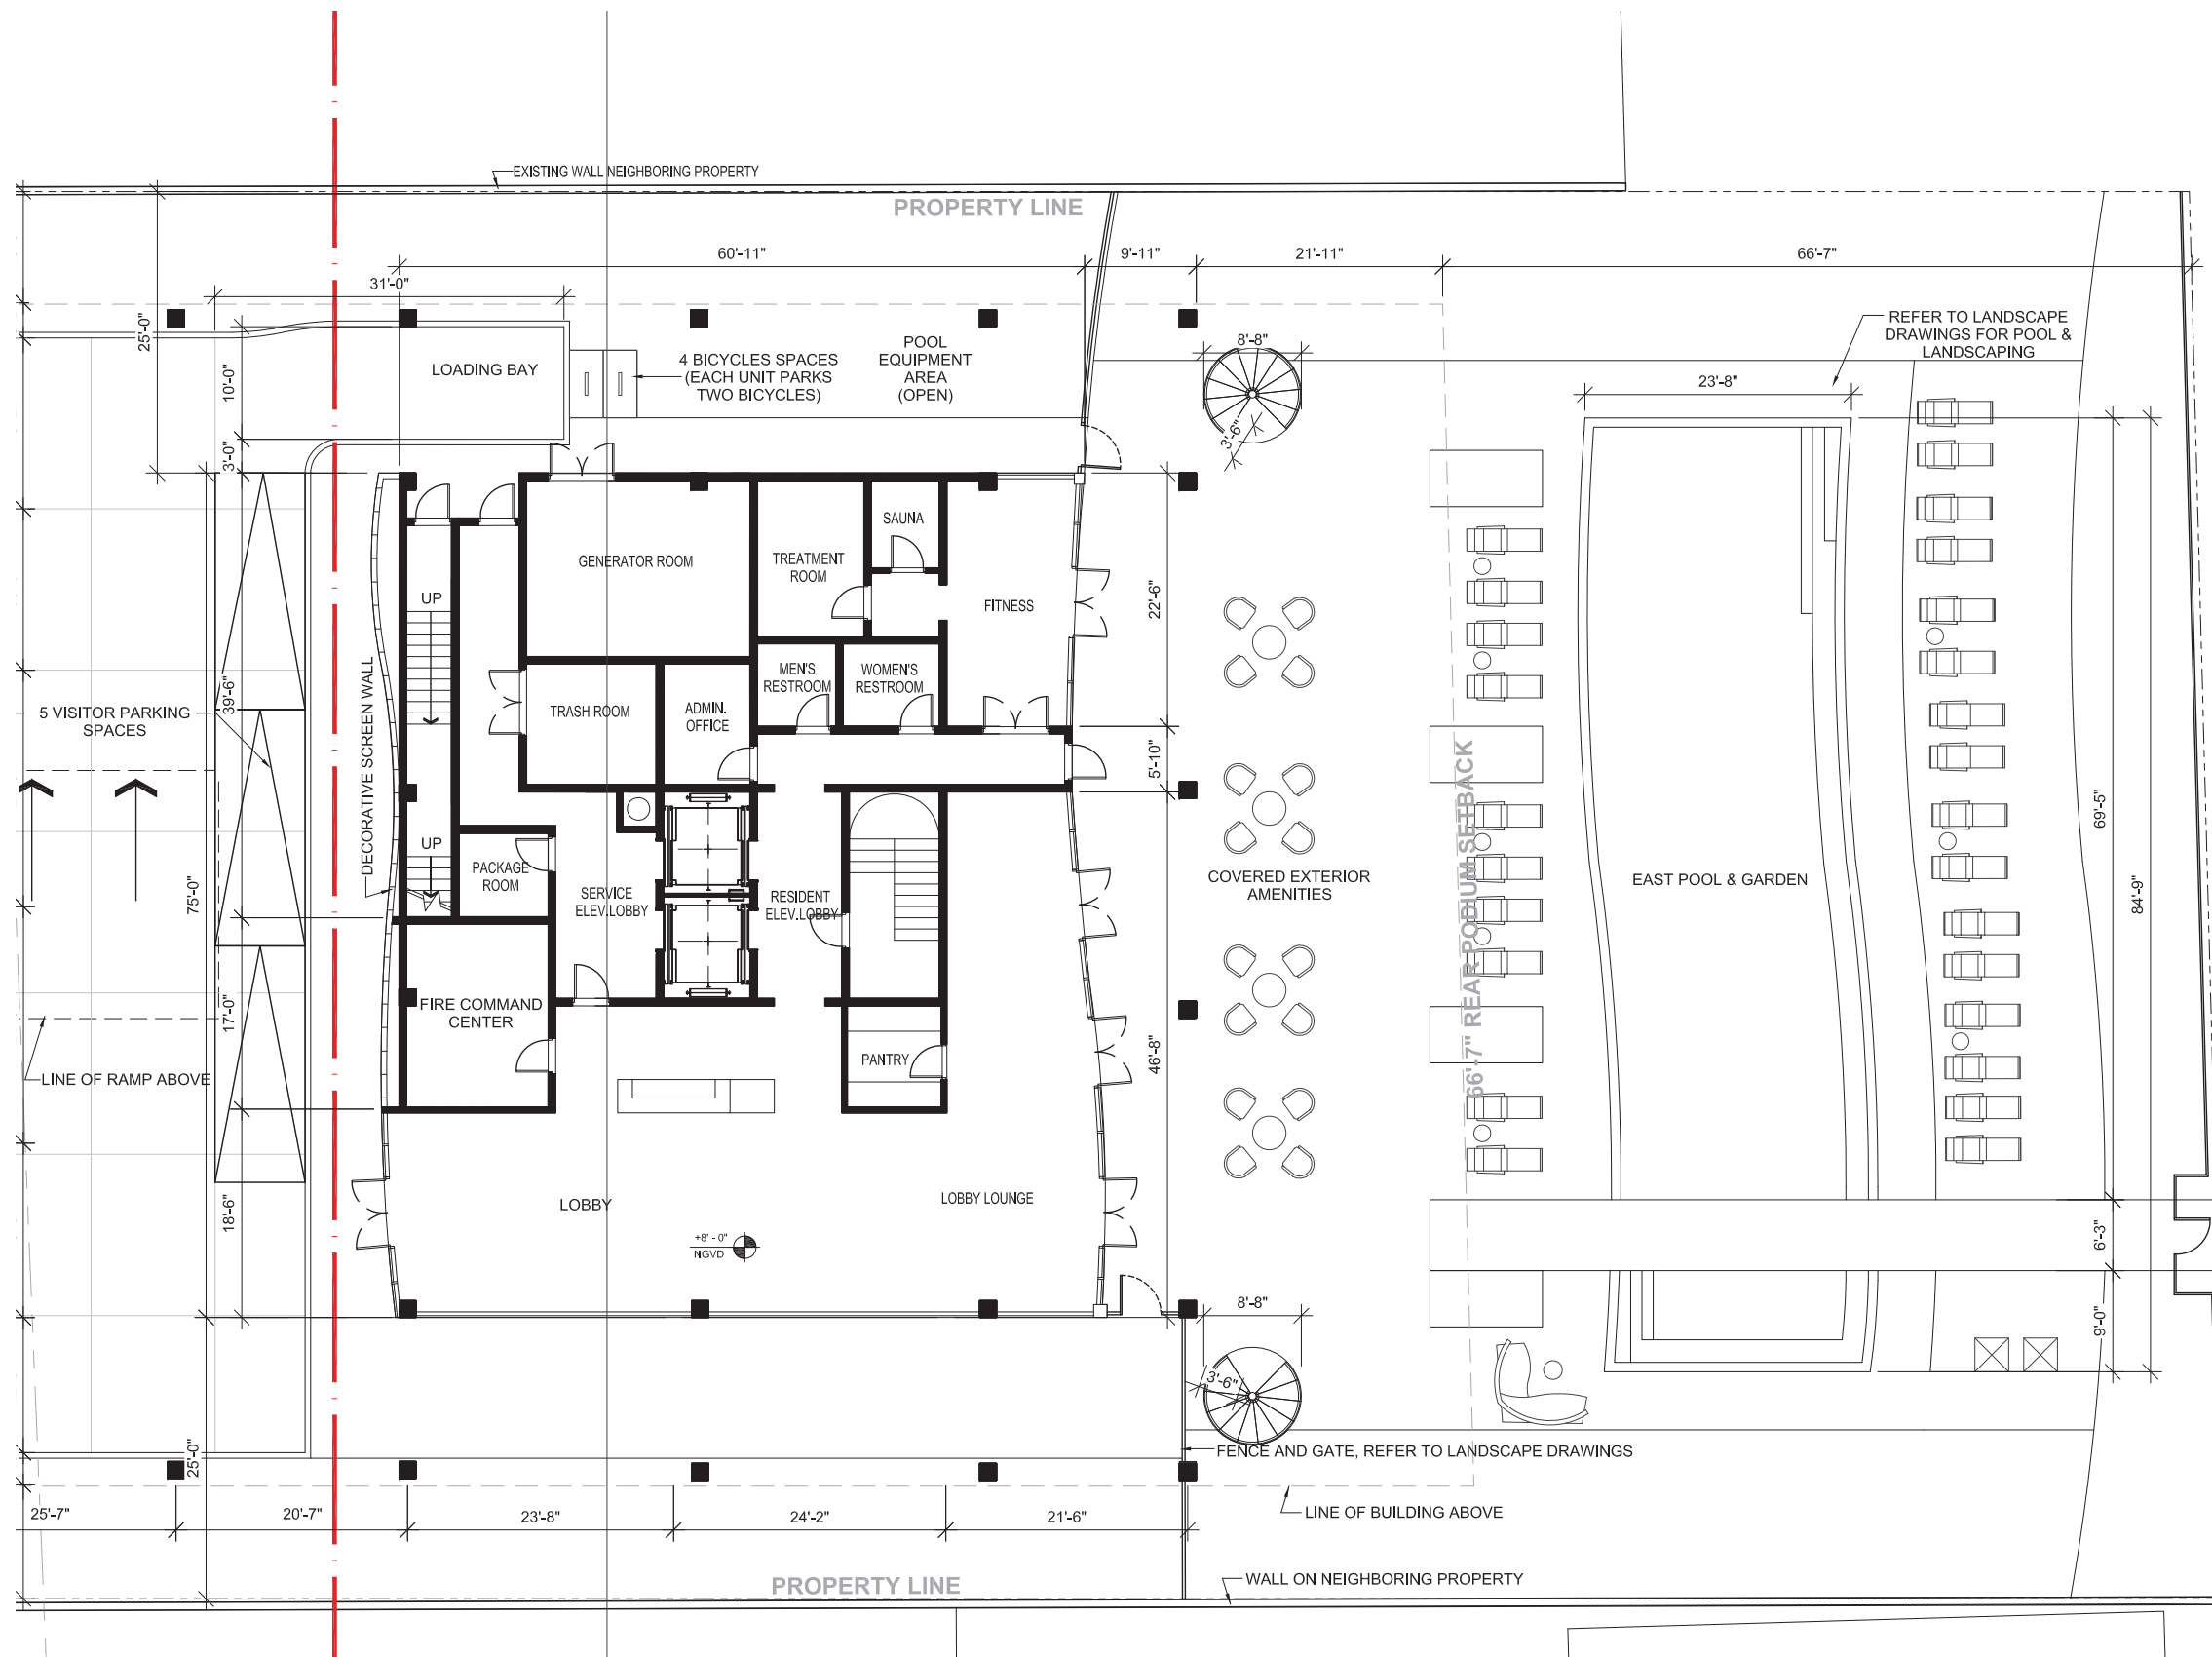 EXISTING WALL NEIGHBORING PROPERTY
PROPERTY LINE
60'-11"
9'-11"
21'-11"
66'-7"
31'-0"
25'-0"
10'-0"
3'-0"
LOADING BAY
4 BICYCLES SPACES
(EACH UNIT PARKS
TWO BICYCLES)
POOL
EQUIPMENT
AREA
(OPEN)
8'-8"
3'-6"
REFER TO LANDSCAPE
DRAWINGS FOR POOL &
LANDSCAPING
23'-8"
GENERATOR ROOM
TREATMENT
ROOM
SAUNA
FITNESS
22'-6"
UP
DECORATIVE SCREEN WALL
39'-6"
5 VISITOR PARKING
SPACES
TRASH ROOM
ADMIN.
OFFICE
MEN'S
RESTROOM
WOMEN'S
RESTROOM
5'-10"
66'-7" REAR PODIUM SETBACK
69'-5"
84'-9"
75'-0"
UP
PACKAGE
ROOM
SERVICE
ELEV.LOBBY
RESIDENT
ELEV.LOBBY
COVERED EXTERIOR
AMENITIES
EAST POOL & GARDEN
17'-0"
FIRE COMMAND
CENTER
PANTRY
46'-8"
LINE OF RAMP ABOVE
18'-6"
LOBBY
LOBBY LOUNGE
+8' - 0"
NGVD
6'-3"
9'-0"
8'-8"
3'-6"
25'-0"
FENCE AND GATE, REFER TO LANDSCAPE DRAWINGS
25'-7"
20'-7"
23'-8"
24'-2"
21'-6"
LINE OF BUILDING ABOVE
PROPERTY LINE
WALL ON NEIGHBORING PROPERTY